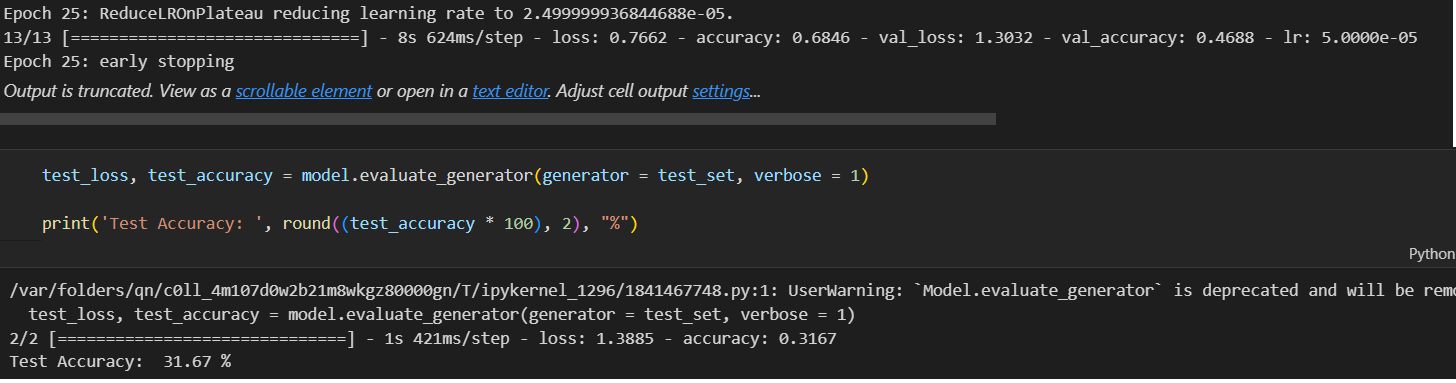 Epoch 25: ReduceLROnPlateau reducing learning rate to 2.499999936844688e-05.
13/13 [==============================] - 8s 624ms/step - loss: 0.7662 - accuracy: 0.6846 - val_loss: 1.3032 - val_accuracy: 0.4688 - lr: 5.0000e-05
Epoch 25: early stopping
Output is truncated. View as a scrollable element or open in a text editor. Adjust cell output settings...
test_loss, test_accuracy = model.evaluate_generator(generator = test_set, verbose = 1)
print('Test Accuracy: ', round((test_accuracy * 100), 2), "%")
Python
/var/folders/qn/c0ll_4m107d0w2b21m8wkgz80000gn/T/ipykernel_1296/1841467748.py:1: UserWarning: `Model.evaluate_generator` is deprecated and will be
test_loss, test_accuracy = model.evaluate_generator(generator = test_set, verbose = 1)
2/2 [==============================] - 1s 421ms/step - loss: 1.3885 - accuracy: 0.3167
Test Accuracy:  31.67 %